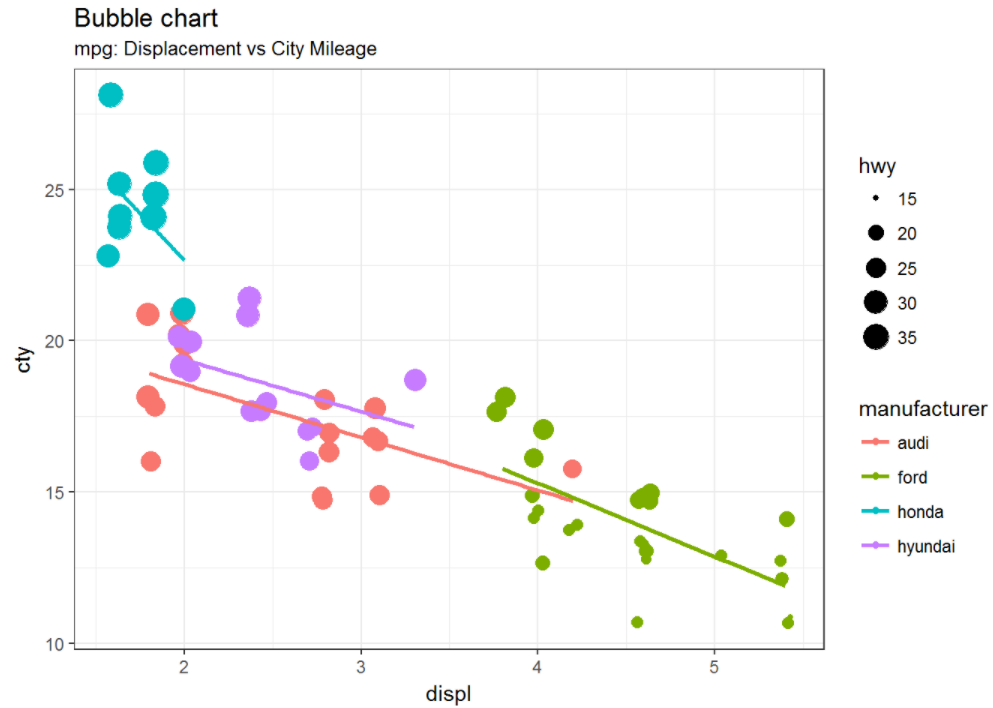 Bubble chart
mpg: Displacement vs City Mileage
cty
25
20
15
10
2 3 4 5
displ
hwy
15
20
25
30
35
manufacturer
audi
ford
honda
hyundai